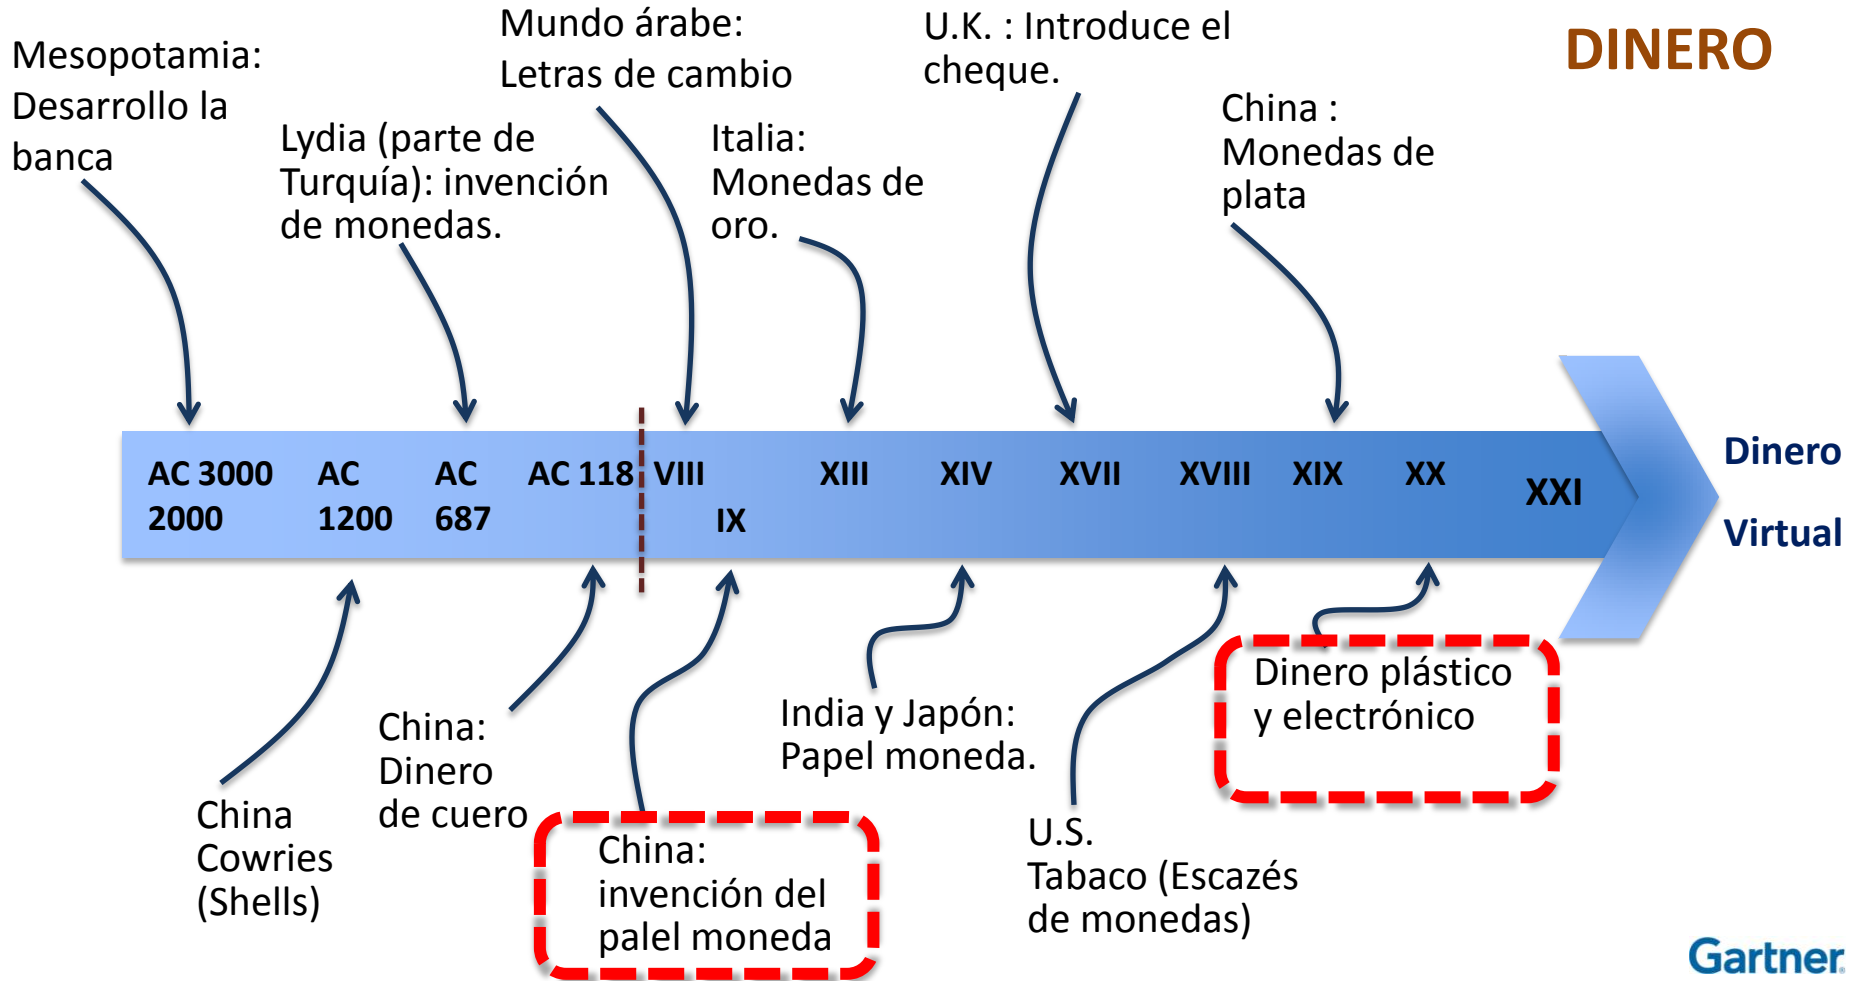 DINERO
Mesopotamia:
Desarrollo la
banca
Lydia (parte de
Turquía): invención
de monedas.
Mundo árabe:
Letras de cambio
Italia:
Monedas de
oro.
U.K. : Introduce el
cheque.
China :
Monedas de
plata
AC 3000
2000
AC
1200
AC
687
AC 118
VIII
IX
XIII
XIV
XVII
XVIII
XIX
XX
XXI
Dinero
Virtual
China
Cowries
(Shells)
China:
Dinero
de cuero
China:
invención del
palel moneda
India y Japón:
Papel moneda.
U.S.
Tabaco (Escazés
de monedas)
Dinero plástico
y electrónico
Gartner